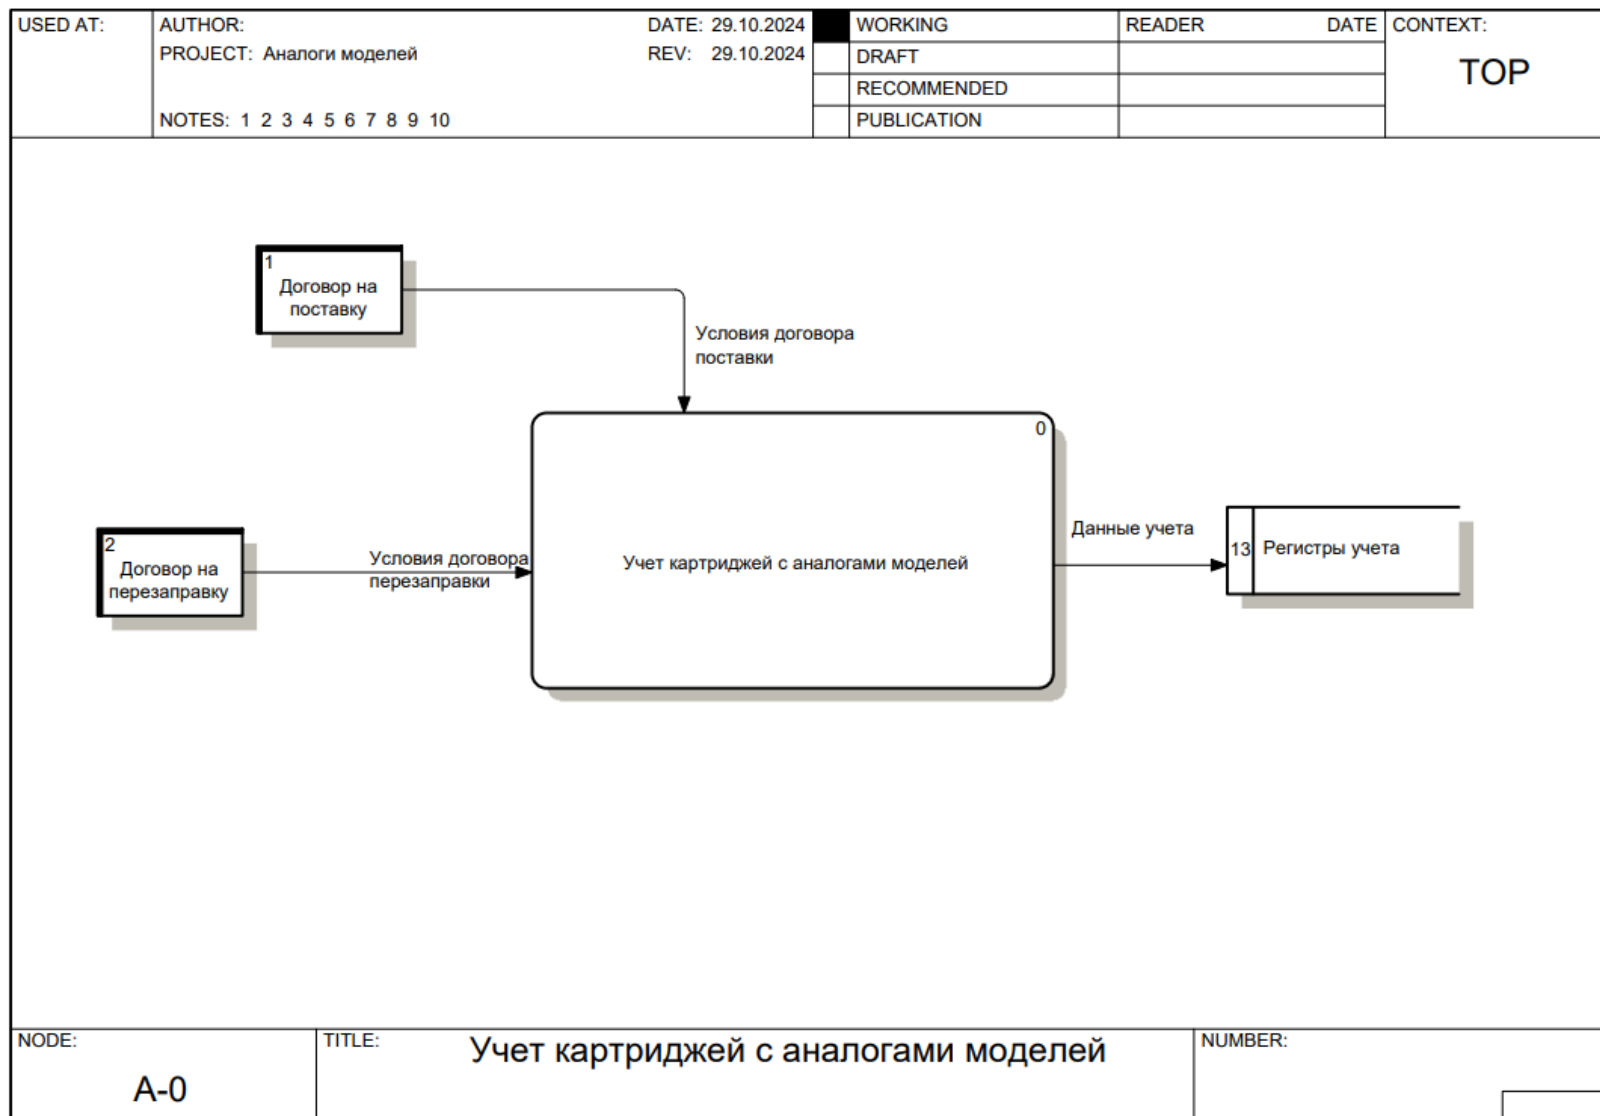 USED AT:
AUTHOR:
DATE: 29.10.2024
WORKING
READER
DATE
CONTEXT:
PROJECT: Аналоги моделей
REV: 29.10.2024
DRAFT
TOP
RECOMMENDED
NOTES: 1 2 3 4 5 6 7 8 9 10
PUBLICATION
1
Договор на
поставку
Условия договора
поставки
0
2
Договор на
перезаправку
Условия договора
перезаправки
Учет картриджей с аналогами моделей
Данные учета
13
Регистры учета
NODE:
A-0
TITLE:
Учет картриджей с аналогами моделей
NUMBER: